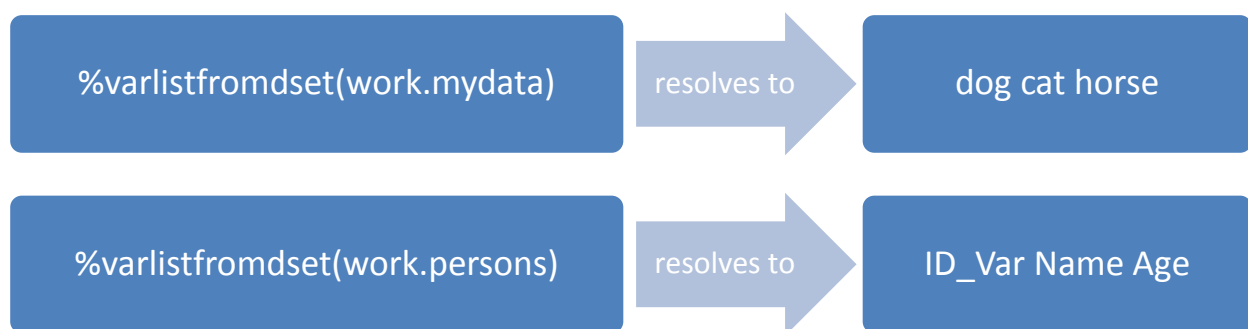 %varlistfromdset(work.mydata) resolves to dog cat horse
%varlistfromdset(work.persons) resolves to ID_Var Name Age